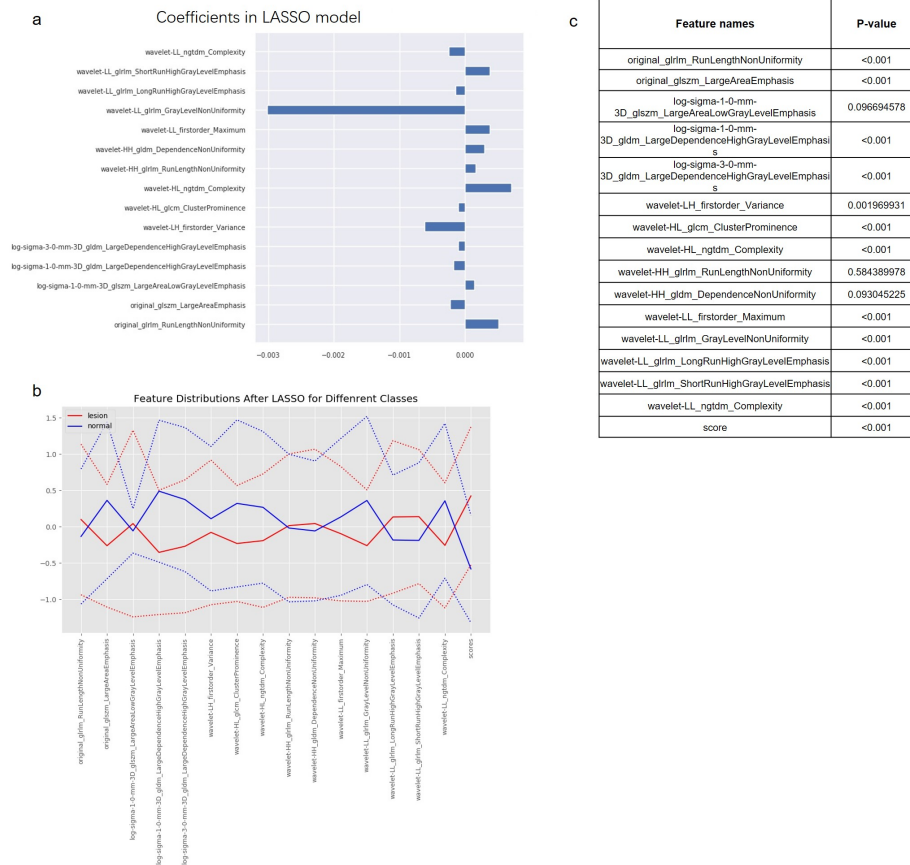 a
Coefficients in LASSO model
wavelet-LL_ngtdm_Complexity
wavelet-LL_glrlm_ShortRunHighGrayLevelEmphasis
wavelet-LL_glrlm_LongRunHighGrayLevelEmphasis
wavelet-LL_glrlm_GrayLevelNonUniformity
wavelet-LL_firstorder_Maximum
wavelet-HH_gldm_DependenceNonUniformity
wavelet-HH_glrlm_RunLengthNonUniformity
wavelet-HL_ngtdm_Complexity
wavelet-HL_glcm_ClusterProminence
wavelet-LH_firstorder_Variance
log-sigma-3-0-mm-3D_gldm_LargeDependenceHighGrayLevelEmphasis
log-sigma-1-0-mm-3D_gldm_LargeDependenceHighGrayLevelEmphasis
log-sigma-1-0-mm-3D_glszm_LargeAreaLowGrayLevelEmphasis
original_glszm_LargeAreaEmphasis
original_glrlm_RunLengthNonUniformity
−0.003 −0.002 −0.001 0.000
b
Feature Distributions After LASSO for Differennt Classes
lesion
normal
1.5
1.0
0.5
0.0
−0.5
−1.0
original_glrlm_RunLengthNonUniformity
original_glszm_LargeAreaEmphasis
log-sigma-1-0-mm-3D_glszm_LargeAreaLowGrayLevelEmphasis
log-sigma-1-0-mm-3D_gldm_LargeDependenceHighGrayLevelEmphasis
log-sigma-3-0-mm-3D_gldm_LargeDependenceHighGrayLevelEmphasis
wavelet-LH_firstorder_Variance
wavelet-HL_glcm_ClusterProminence
wavelet-HL_ngtdm_Complexity
wavelet-HH_glrlm_RunLengthNonUniformity
wavelet-HH_gldm_DependenceNonUniformity
wavelet-LL_firstorder_Maximum
wavelet-LL_glrlm_GrayLevelNonUniformity
wavelet-LL_glrlm_LongRunHighGrayLevelEmphasis
wavelet-LL_glrlm_ShortRunHighGrayLevelEmphasis
wavelet-LL_ngtdm_Complexity
scores
c
Feature names P-value
original_glrlm_RunLengthNonUniformity <0.001
original_glszm_LargeAreaEmphasis <0.001
log-sigma-1-0-mm-
3D_glszm_LargeAreaLowGrayLevelEmphasis 0.096694578
log-sigma-1-0-mm-
3D_gldm_LargeDependenceHighGrayLevelEmphasi <0.001
s
log-sigma-3-0-mm-
3D_gldm_LargeDependenceHighGrayLevelEmphasi <0.001
s
wavelet-LH_firstorder_Variance 0.001969931
wavelet-HL_glcm_ClusterProminence <0.001
wavelet-HL_ngtdm_Complexity <0.001
wavelet-HH_glrlm_RunLengthNonUniformity 0.584389978
wavelet-HH_gldm_DependenceNonUniformity 0.093045225
wavelet-LL_firstorder_Maximum <0.001
wavelet-LL_glrlm_GrayLevelNonUniformity <0.001
wavelet-LL_glrlm_LongRunHighGrayLevelEmphasis <0.001
wavelet-LL_glrlm_ShortRunHighGrayLevelEmphasis <0.001
wavelet-LL_ngtdm_Complexity <0.001
score <0.001